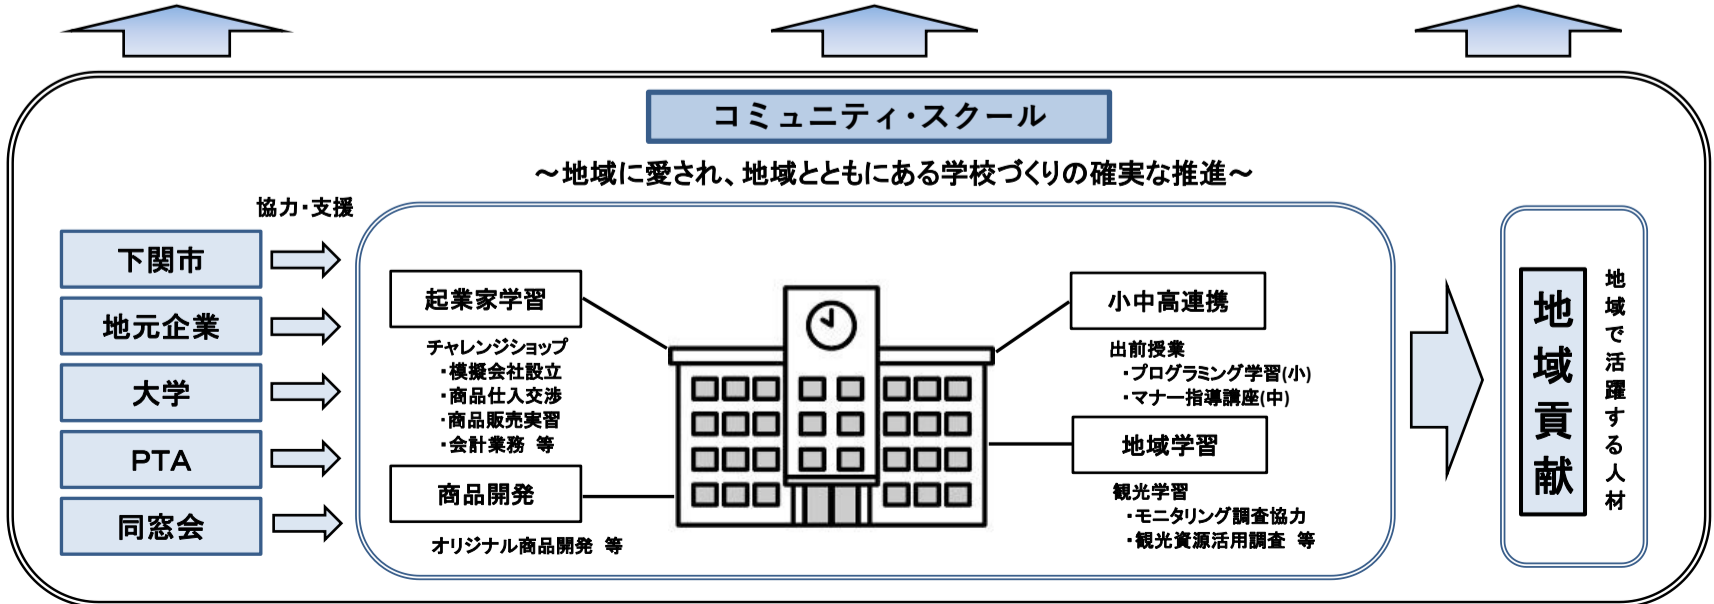 コミュニティ・スクール
～地域に愛され、地域とともにある学校づくりの確実な推進～
協力・支援
下関市
地元企業
大学
PTA
同窓会
起業家学習
チャレンジショップ
・模擬会社設立
・商品仕入交渉
・商品販売実習
・会計業務 等
商品開発
オリジナル商品開発 等
小中高連携
出前授業
・プログラミング学習(小)
・マナー指導講座(中)
地域学習
観光学習
・モニタリング調査協力
・観光資源活用調査 等
地域貢献
地域で活躍する人材